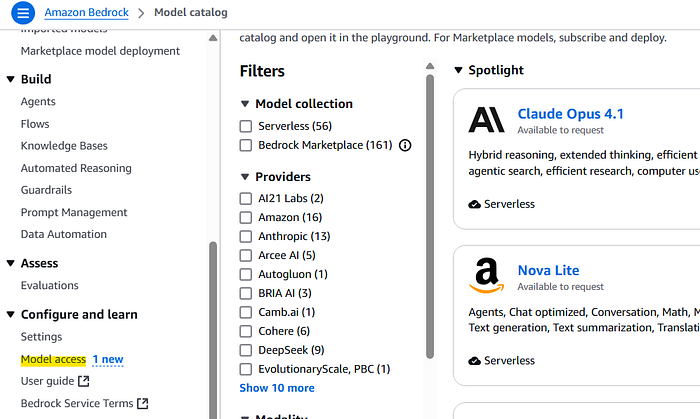 Amazon Bedrock > Model catalog
Imported models
Marketplace model deployment
Build
Agents
Flows
Knowledge Bases
Automated Reasoning
Guardrails
Prompt Management
Data Automation
Assess
Evaluations
Configure and learn
Settings
Model access 1 new
User guide
Bedrock Service Terms
catalog and open it in the playground. For Marketplace models, subscribe and deploy.
Filters
Model collection
Serverless (56)
Bedrock Marketplace (161)
Providers
AI21 Labs (2)
Amazon (16)
Anthropic (13)
Arcee AI (5)
Autogluon (1)
BRIA AI (3)
Camb.ai (1)
Cohere (6)
DeepSeek (9)
EvolutionaryScale, PBC (1)
Show 10 more
Modality
Spotlight
Claude Opus 4.1
Available to request
Hybrid reasoning, extended thinking, efficient
agentic search, efficient research, computer us
Serverless
Nova Lite
Available to request
Agents, Chat optimized, Conversation, Math, M
Text generation, Text summarization, Translati
Serverless